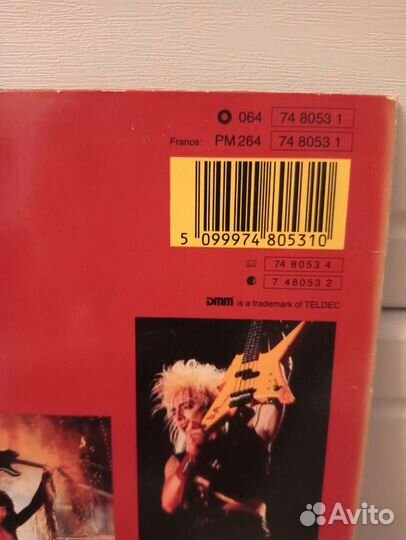 064 74 8053 1
France: PM 264 74 8053 1
5 099974 805310
74 8053 4
7 48053 2
DMM is a trademark of TELDEC
Avito